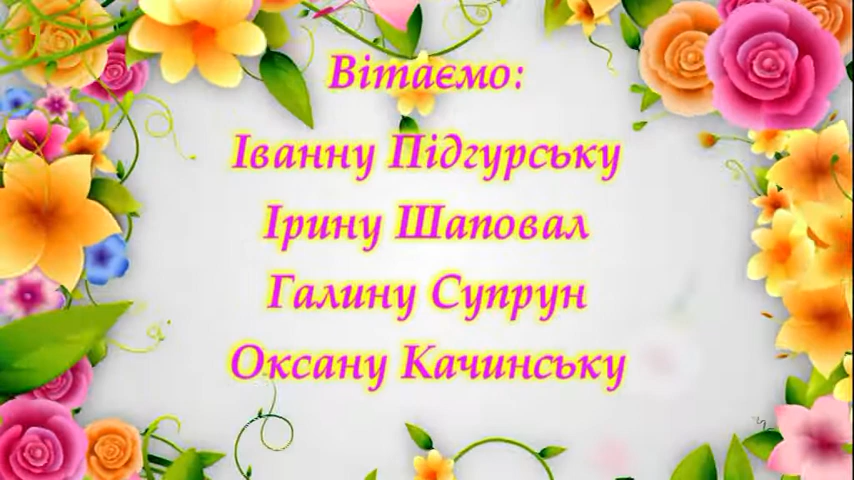 Вітаємо:
Іванну Підгурську
Ірину Шаповал
Галину Супрун
Оксану Качинську